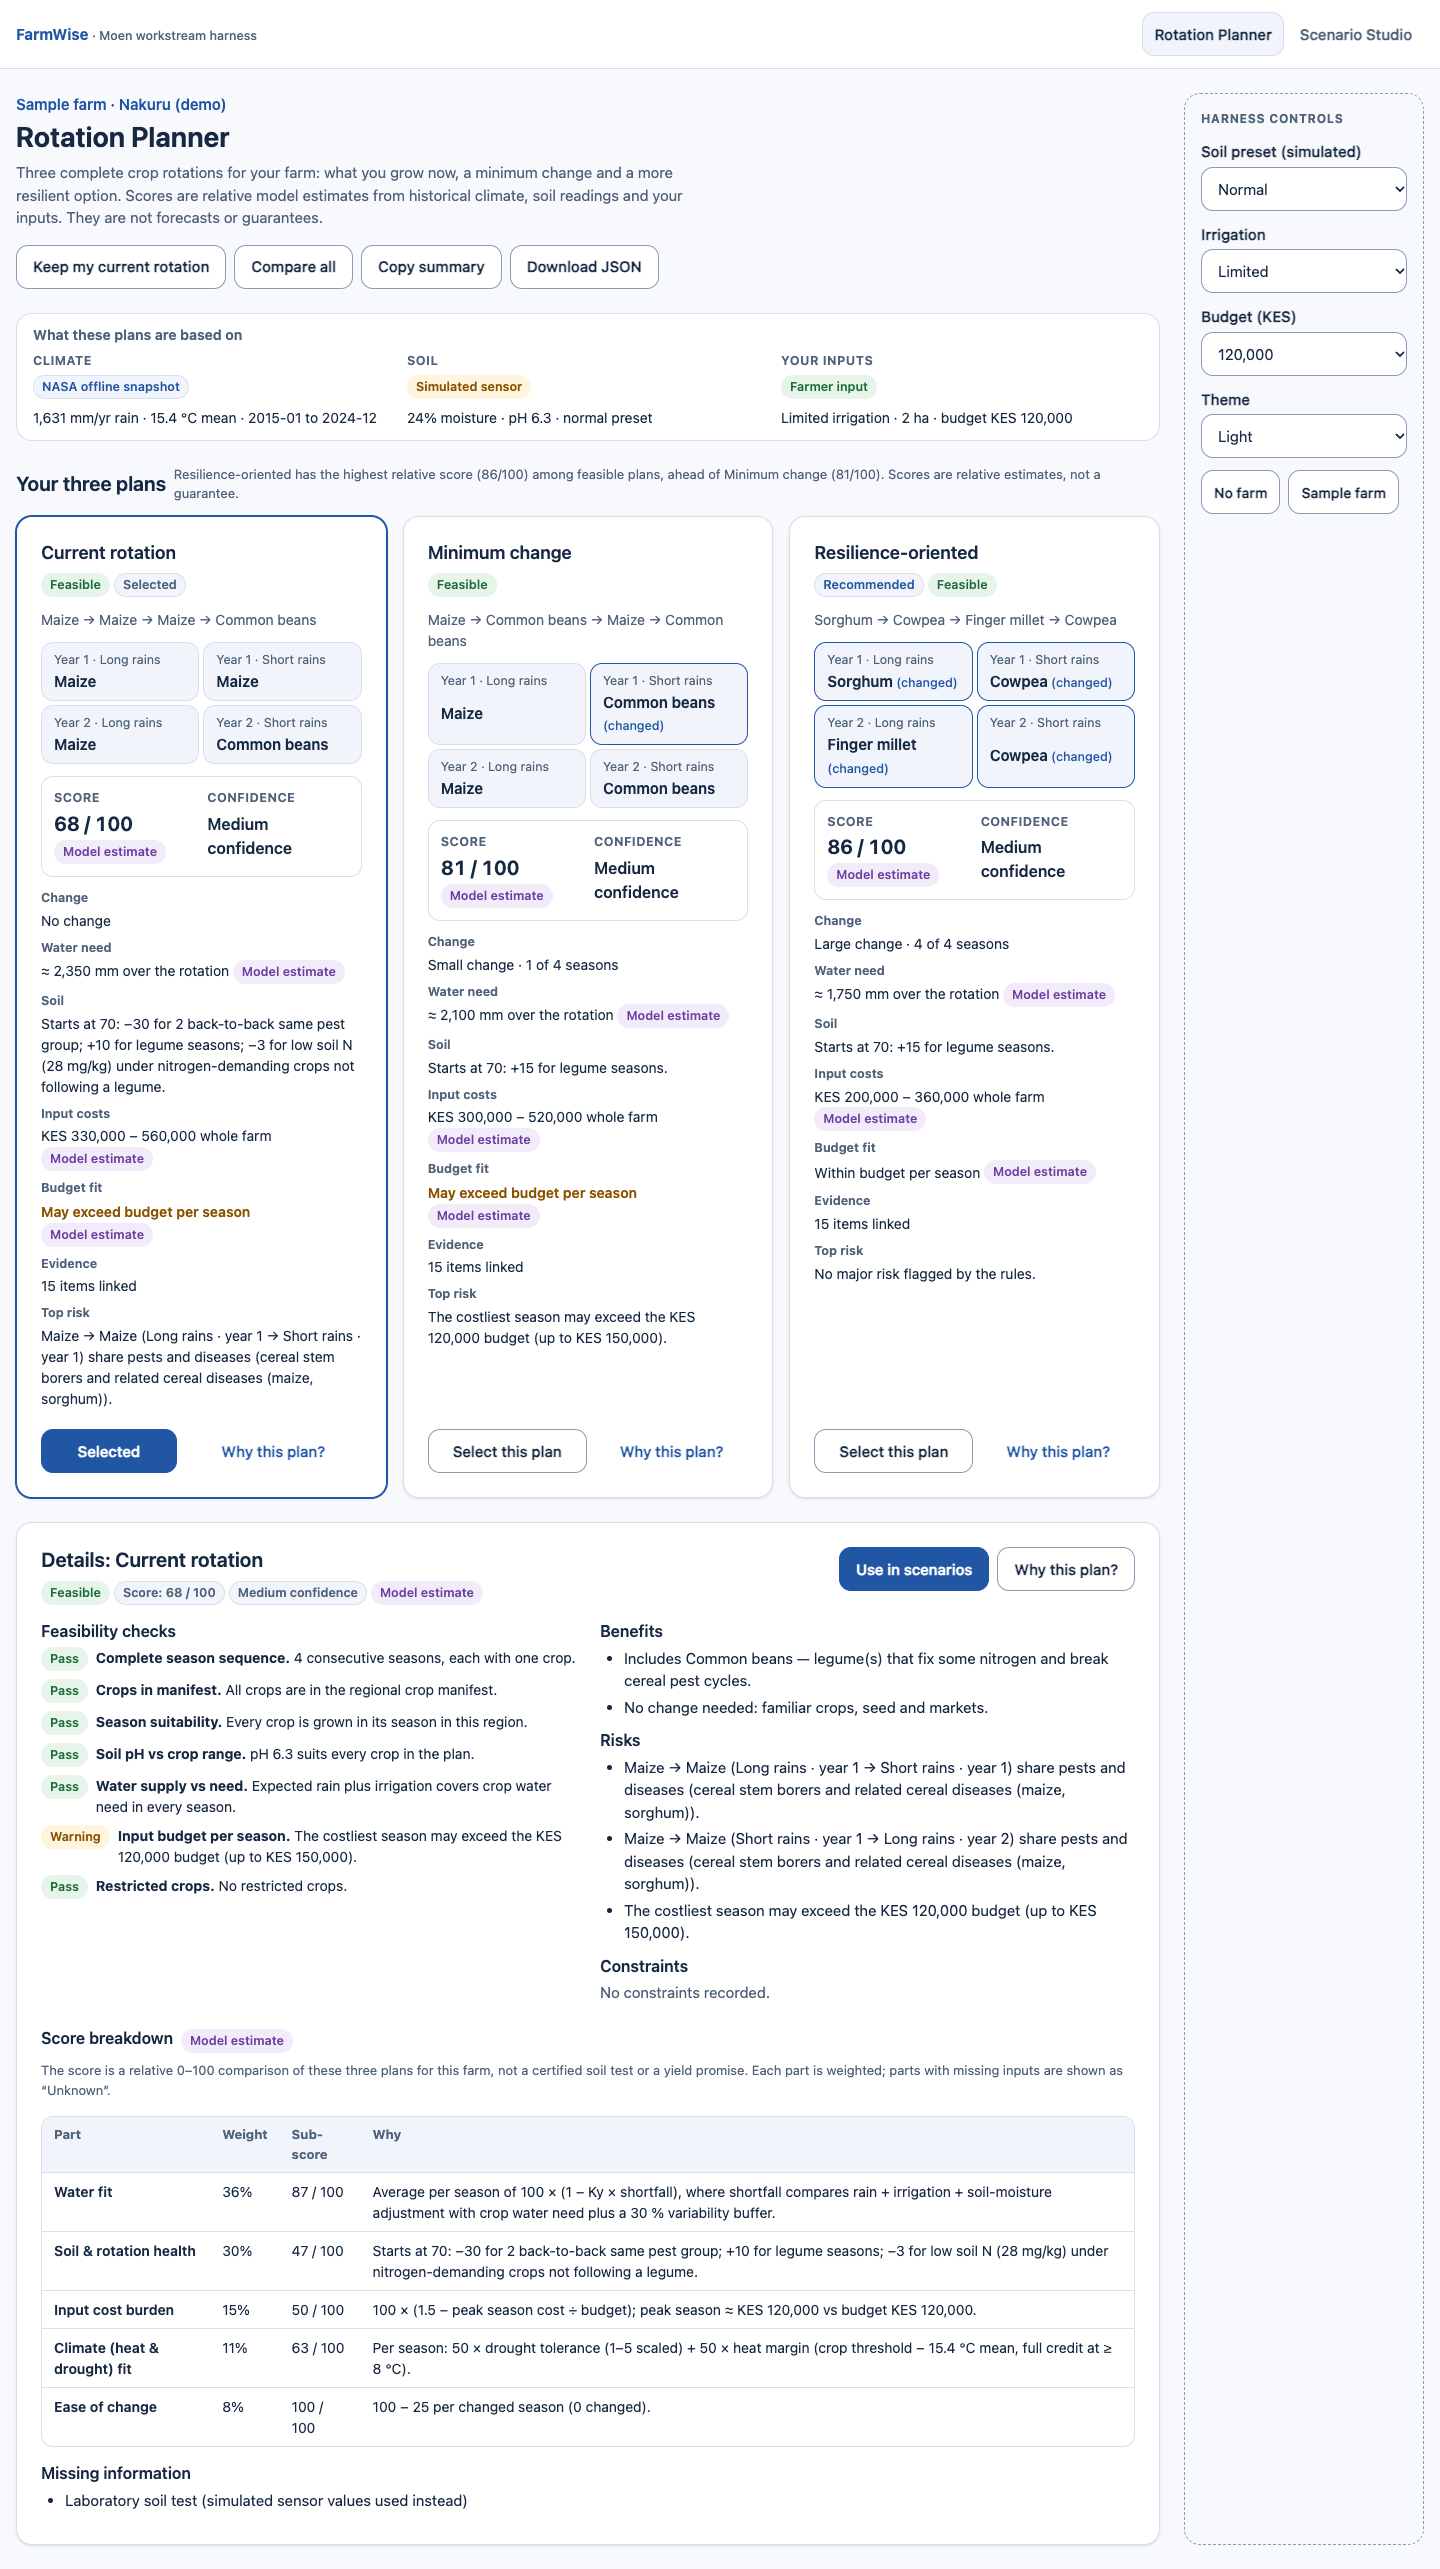 FarmWise · Moen workstream harness
Rotation Planner
Scenario Studio
Sample farm · Nakuru (demo)
Rotation Planner
Three complete crop rotations for your farm: what you grow now, a minimum change and a more
resilient option. Scores are relative model estimates from historical climate, soil readings and your
inputs. They are not forecasts or guarantees.
Keep my current rotation
Compare all
Copy summary
Download JSON
What these plans are based on
CLIMATE
NASA offline snapshot
1,631 mm/yr rain · 15.4 °C mean · 2015-01 to 2024-12
SOIL
Simulated sensor
24% moisture · pH 6.3 · normal preset
YOUR INPUTS
Farmer input
Limited irrigation · 2 ha · budget KES 120,000
Your three plans
Resilience-oriented has the highest relative score (86/100) among feasible plans, ahead of Minimum change (81/100). Scores are relative estimates, not a
guarantee.
Current rotation
Feasible
Selected
Maize → Maize → Maize → Common beans
Year 1 · Long rains
Maize
Year 1 · Short rains
Maize
Year 2 · Long rains
Maize
Year 2 · Short rains
Common beans
SCORE
68 / 100
Model estimate
CONFIDENCE
Medium
confidence
Change
No change
Water need
≈ 2,350 mm over the rotation Model estimate
Soil
Starts at 70: −30 for 2 back-to-back same pest
group; +10 for legume seasons; −3 for low soil N
(28 mg/kg) under nitrogen-demanding crops not
following a legume.
Input costs
KES 330,000 – 560,000 whole farm
Model estimate
Budget fit
May exceed budget per season
Model estimate
Evidence
15 items linked
Top risk
Maize → Maize (Long rains · year 1 → Short rains ·
year 1) share pests and diseases (cereal stem
borers and related cereal diseases (maize,
sorghum)).
Selected
Why this plan?
Minimum change
Feasible
Maize → Common beans → Maize → Common
beans
Year 1 · Long rains
Maize
Year 1 · Short rains
Common beans
(changed)
Year 2 · Long rains
Maize
Year 2 · Short rains
Common beans
SCORE
81 / 100
Model estimate
CONFIDENCE
Medium
confidence
Change
Small change · 1 of 4 seasons
Water need
≈ 2,100 mm over the rotation Model estimate
Soil
Starts at 70: +15 for legume seasons.
Input costs
KES 300,000 – 520,000 whole farm
Model estimate
Budget fit
May exceed budget per season
Model estimate
Evidence
15 items linked
Top risk
The costliest season may exceed the KES
120,000 budget (up to KES 150,000).
Select this plan
Why this plan?
Resilience-oriented
Recommended
Feasible
Sorghum → Cowpea → Finger millet → Cowpea
Year 1 · Long rains
Sorghum (changed)
Year 1 · Short rains
Cowpea (changed)
Year 2 · Long rains
Finger millet
(changed)
Year 2 · Short rains
Cowpea (changed)
SCORE
86 / 100
Model estimate
CONFIDENCE
Medium
confidence
Change
Large change · 4 of 4 seasons
Water need
≈ 1,750 mm over the rotation Model estimate
Soil
Starts at 70: +15 for legume seasons.
Input costs
KES 200,000 – 360,000 whole farm
Model estimate
Budget fit
Within budget per season Model estimate
Evidence
15 items linked
Top risk
No major risk flagged by the rules.
Select this plan
Why this plan?
Details: Current rotation
Feasible
Score: 68 / 100
Medium confidence
Model estimate
Use in scenarios
Why this plan?
Feasibility checks
Pass Complete season sequence. 4 consecutive seasons, each with one crop.
Pass Crops in manifest. All crops are in the regional crop manifest.
Pass Season suitability. Every crop is grown in its season in this region.
Pass Soil pH vs crop range. pH 6.3 suits every crop in the plan.
Pass Water supply vs need. Expected rain plus irrigation covers crop water
need in every season.
Warning Input budget per season. The costliest season may exceed the KES
120,000 budget (up to KES 150,000).
Pass Restricted crops. No restricted crops.
Benefits
• Includes Common beans — legume(s) that fix some nitrogen and break
cereal pest cycles.
• No change needed: familiar crops, seed and markets.
Risks
• Maize → Maize (Long rains · year 1 → Short rains · year 1) share pests and
diseases (cereal stem borers and related cereal diseases (maize,
sorghum)).
• Maize → Maize (Short rains · year 1 → Long rains · year 2) share pests and
diseases (cereal stem borers and related cereal diseases (maize,
sorghum)).
• The costliest season may exceed the KES 120,000 budget (up to KES
150,000).
Constraints
No constraints recorded.
Score breakdown Model estimate
The score is a relative 0–100 comparison of these three plans for this farm, not a certified soil test or a yield promise. Each part is weighted; parts with missing inputs are shown as
“Unknown”.
Part
Weight
Sub-
score
Why
Water fit
36%
87 / 100
Average per season of 100 × (1 − Ky × shortfall), where shortfall compares rain + irrigation + soil-moisture
adjustment with crop water need plus a 30 % variability buffer.
Soil & rotation health
30%
47 / 100
Starts at 70: −30 for 2 back-to-back same pest group; +10 for legume seasons; −3 for low soil N (28 mg/kg) under
nitrogen-demanding crops not following a legume.
Input cost burden
15%
50 / 100
100 × (1.5 − peak season cost ÷ budget); peak season ≈ KES 120,000 vs budget KES 120,000.
Climate (heat &
drought) fit
11%
63 / 100
Per season: 50 × drought tolerance (1–5 scaled) + 50 × heat margin (crop threshold − 15.4 °C mean, full credit at ≥
8 °C).
Ease of change
8%
100 /
100
100 − 25 per changed season (0 changed).
Missing information
• Laboratory soil test (simulated sensor values used instead)
HARNESS CONTROLS
Soil preset (simulated)
Normal
Irrigation
Limited
Budget (KES)
120,000
Theme
Light
No farm
Sample farm